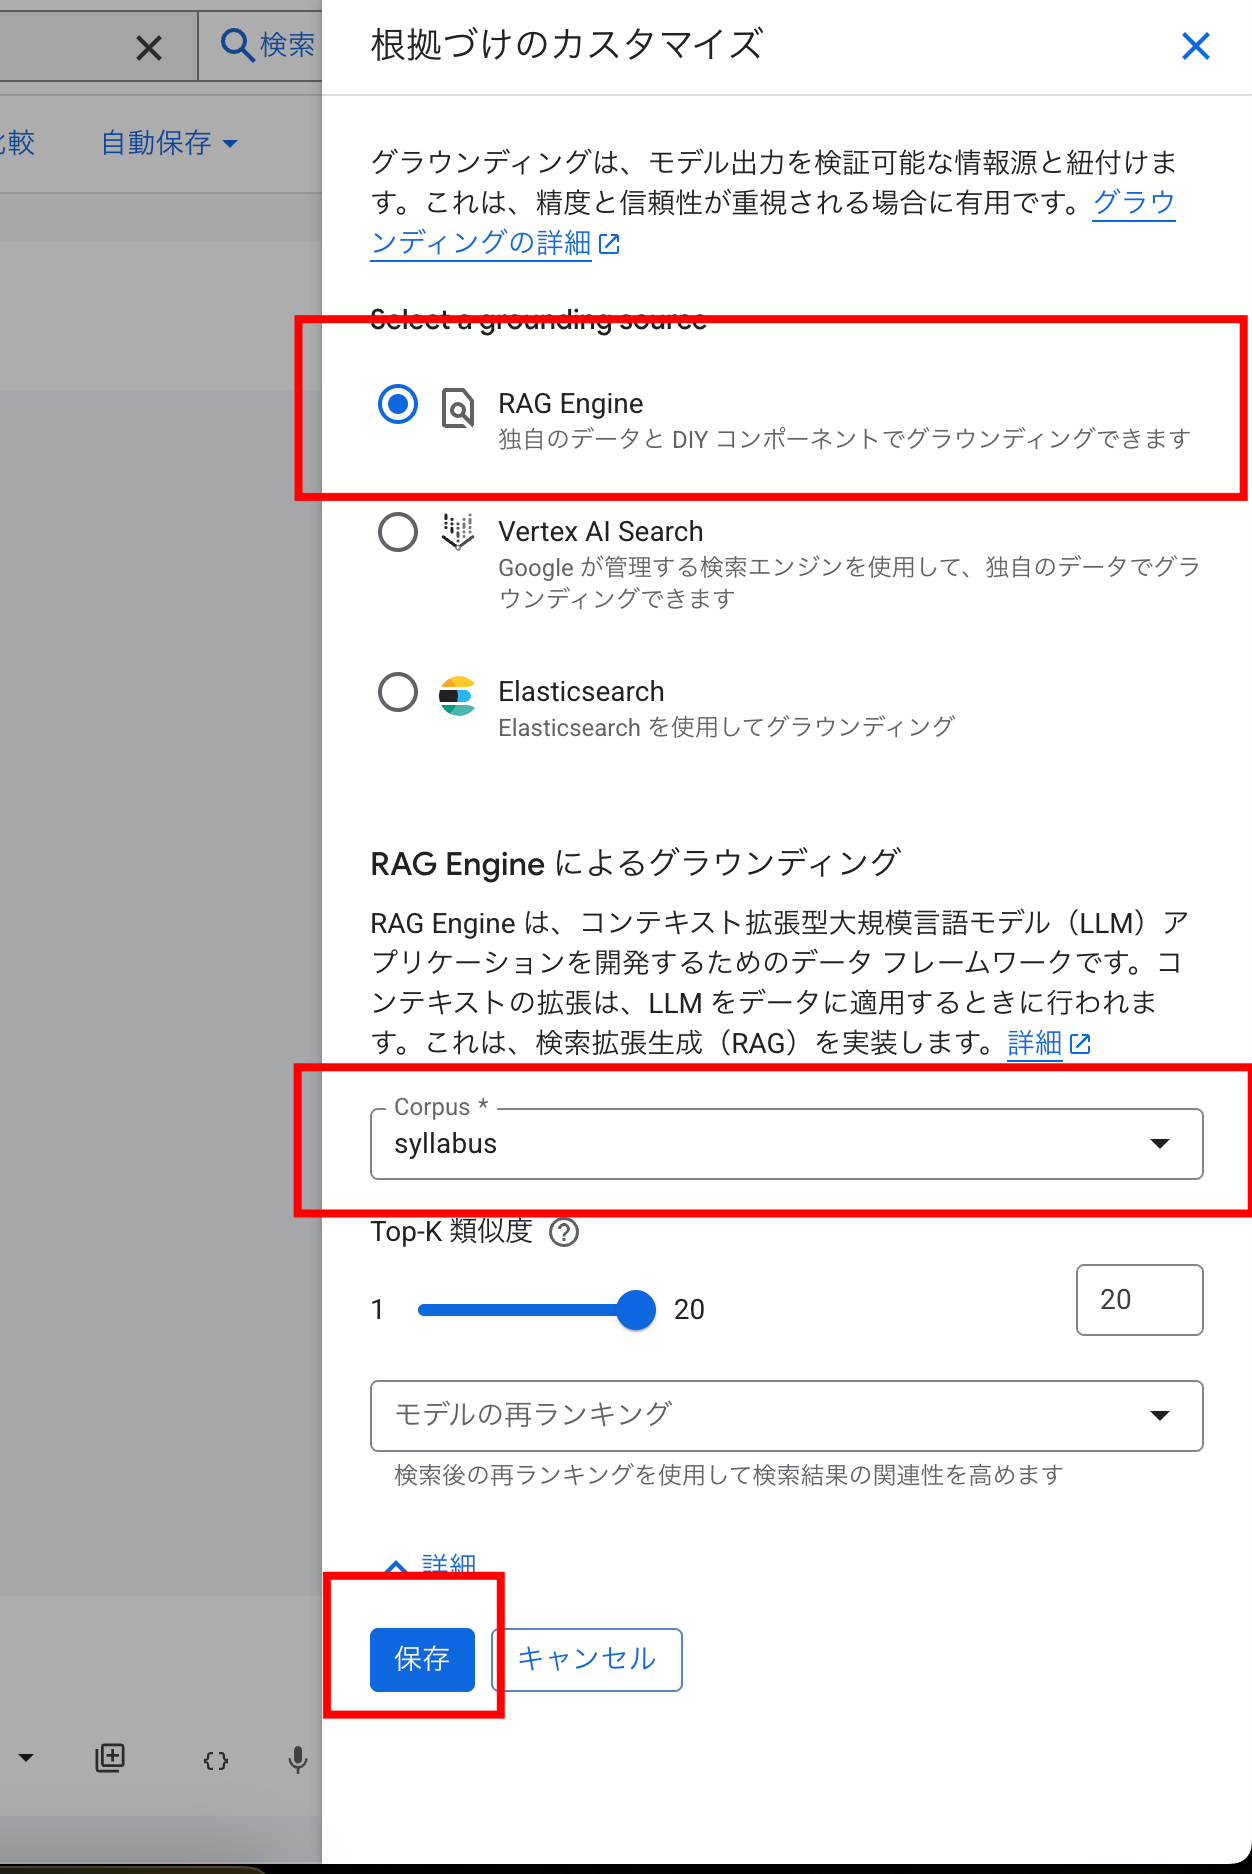 検索
根拠づけのカスタマイズ
比較
自動保存
グラウンディングは、モデル出力を検証可能な情報源と紐付けま
す。これは、精度と信頼性が重視される場合に有用です。グラウ
ンディングの詳細
Select a grounding source
RAG Engine
独自のデータと DIY コンポーネントでグラウンディングできます
Vertex AI Search
Google が管理する検索エンジンを使用して、独自のデータでグラ
ウンディングできます
Elasticsearch
Elasticsearch を使用してグラウンディング
RAG Engine によるグラウンディング
RAG Engine は、コンテキスト拡張型大規模言語モデル（LLM）ア
プリケーションを開発するためのデータ フレームワークです。コ
ンテキストの拡張は、LLM をデータに適用するときに行われま
す。これは、検索拡張生成（RAG）を実装します。詳細
Corpus *
syllabus
Top-K 類似度
1
20
20
モデルの再ランキング
検索後の再ランキングを使用して検索結果の関連性を高めます
詳細
保存
キャンセル